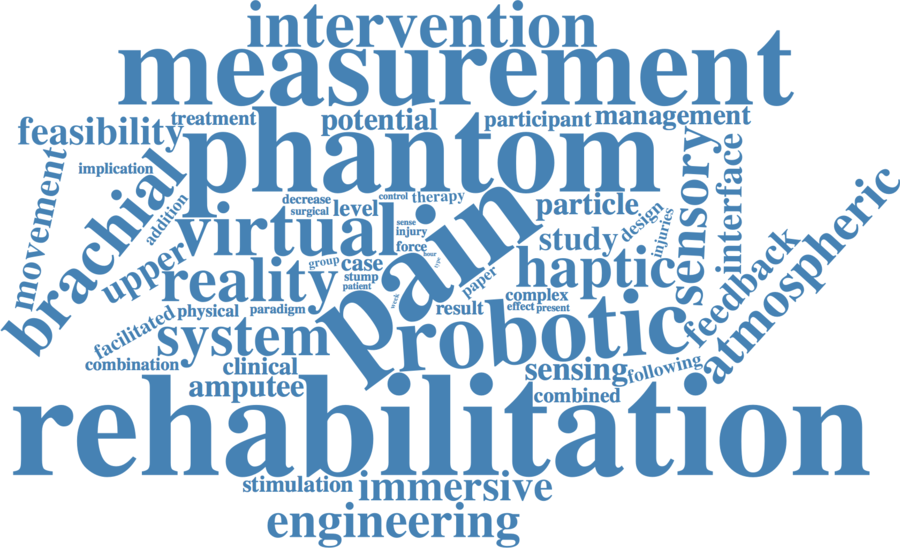 intervention
measurement
treatment
potential
participant
management
feasibility
phantom
implication
movement
brachial
addition
decrease
surgical
control
therapy
level
sense
injury
particle
sensory
interface
virtual
force
hour
type
study
design
injuries
upper
reality
group
case
stump
patient
week
pain
paper
haptic
feedback
atmospheric
facilitated
physical
paradigm
result
complex
effect
present
system
robotic
combination
clinical
amputee
sensing
following
combined
rehabilitation
stimulation
immersive
engineering